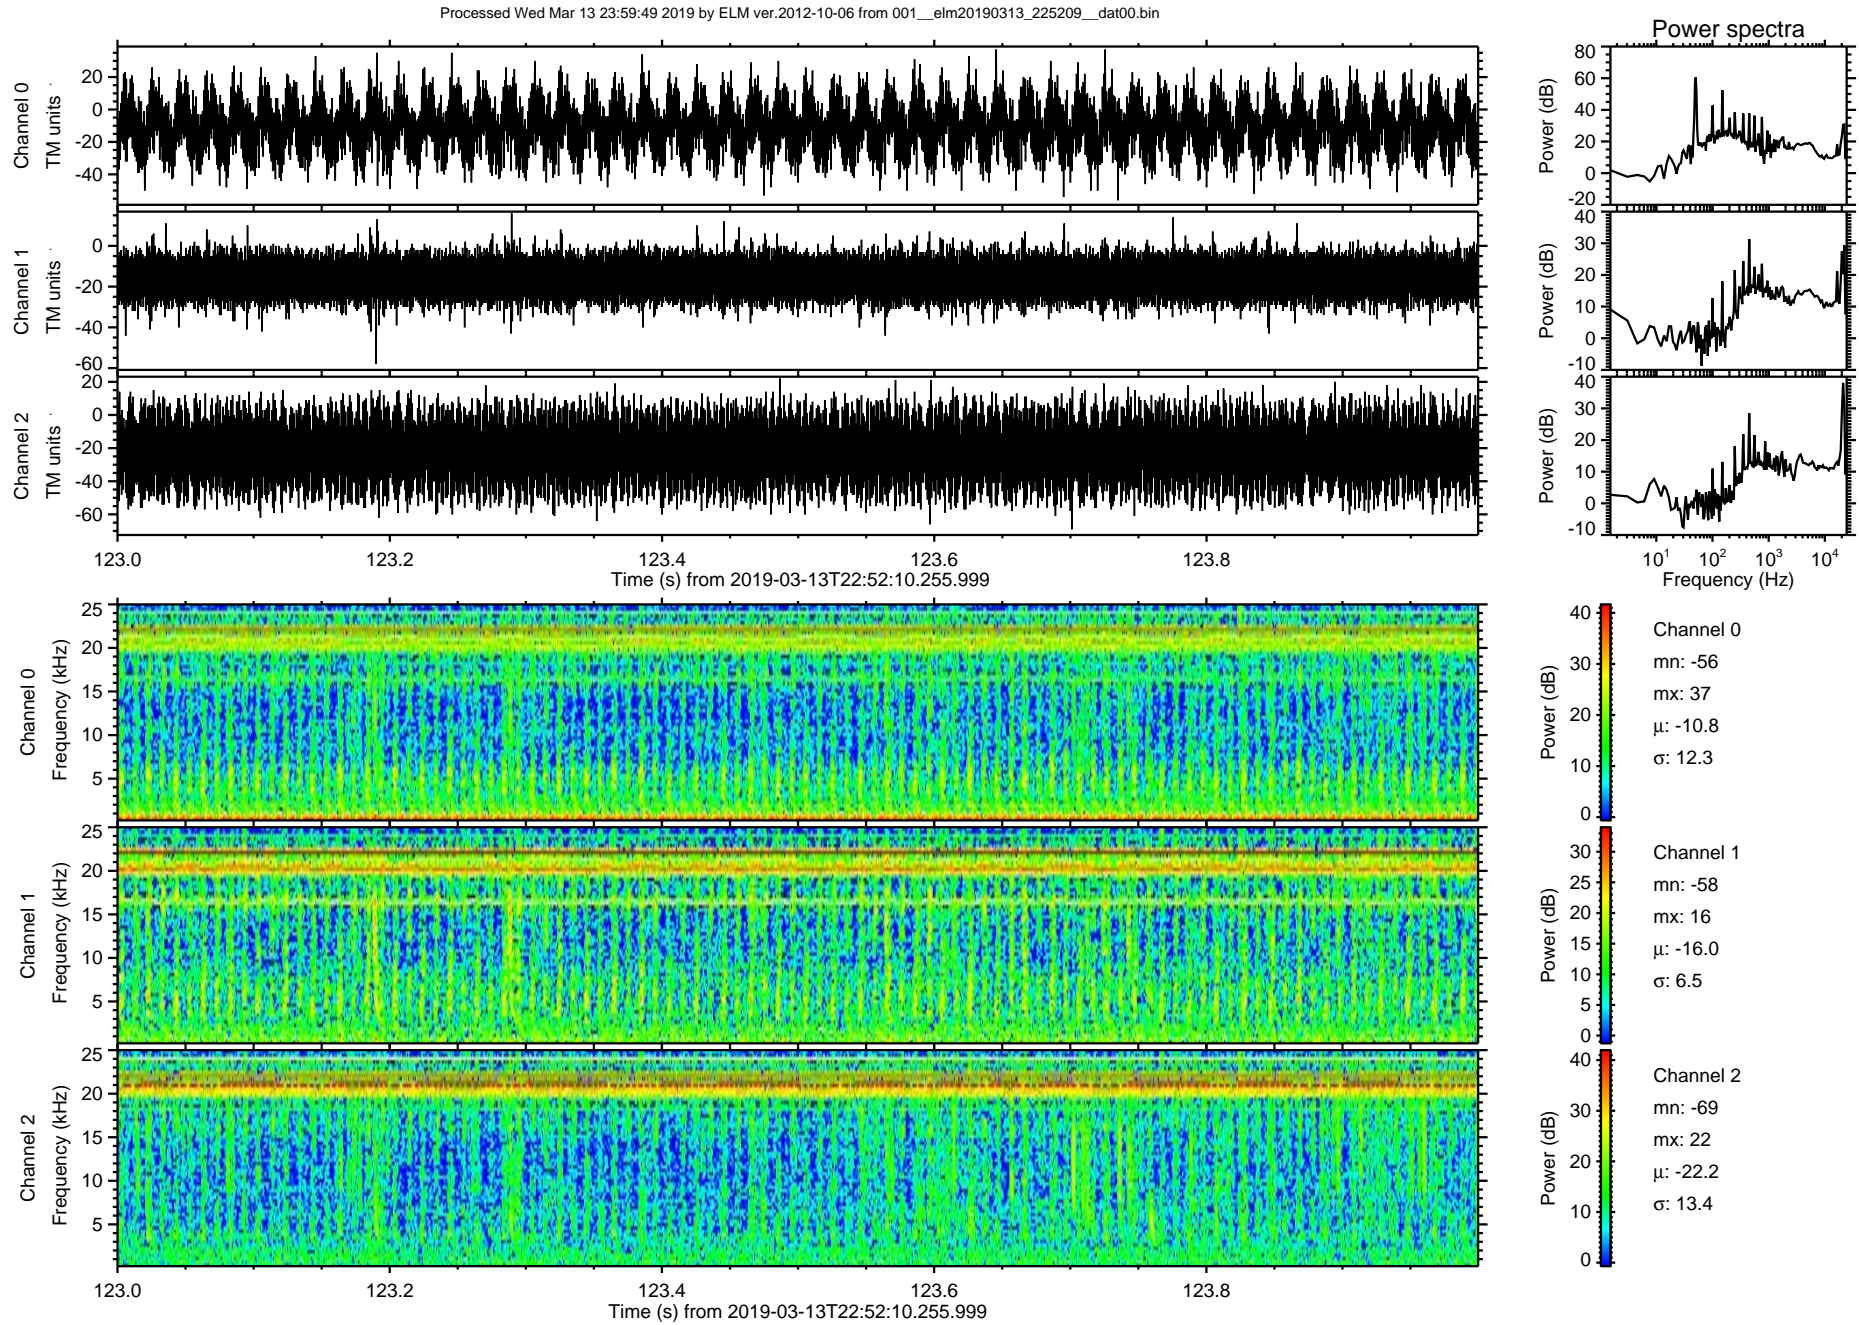 Processed Wed Mar 13 23:59:49 2019 by ELM ver.2012-10-06 from 001__elm20190313_225209__dat00.bin
Power spectra
Channel 0
TM units
20
0
-20
-40
Power (dB)
80
60
40
20
0
-20
Channel 1
TM units
0
-20
-40
-60
Power (dB)
40
30
20
10
0
-10
Channel 2
TM units
20
0
-20
-40
-60
Power (dB)
40
30
20
10
0
-10
123.0 123.2 123.4 123.6 123.8
Time (s) from 2019-03-13T22:52:10.255.999
10^1 10^2 10^3 10^4
Frequency (Hz)
Channel 0
Frequency (kHz)
25
20
15
10
5
Power (dB)
40
30
20
10
0
Channel 0
mn: -56
mx: 37
μ: -10.8
σ: 12.3
Channel 1
Frequency (kHz)
25
20
15
10
5
Power (dB)
30
25
20
15
10
5
0
Channel 1
mn: -58
mx: 16
μ: -16.0
σ: 6.5
Channel 2
Frequency (kHz)
25
20
15
10
5
Power (dB)
40
30
20
10
0
Channel 2
mn: -69
mx: 22
μ: -22.2
σ: 13.4
123.0 123.2 123.4 123.6 123.8
Time (s) from 2019-03-13T22:52:10.255.999